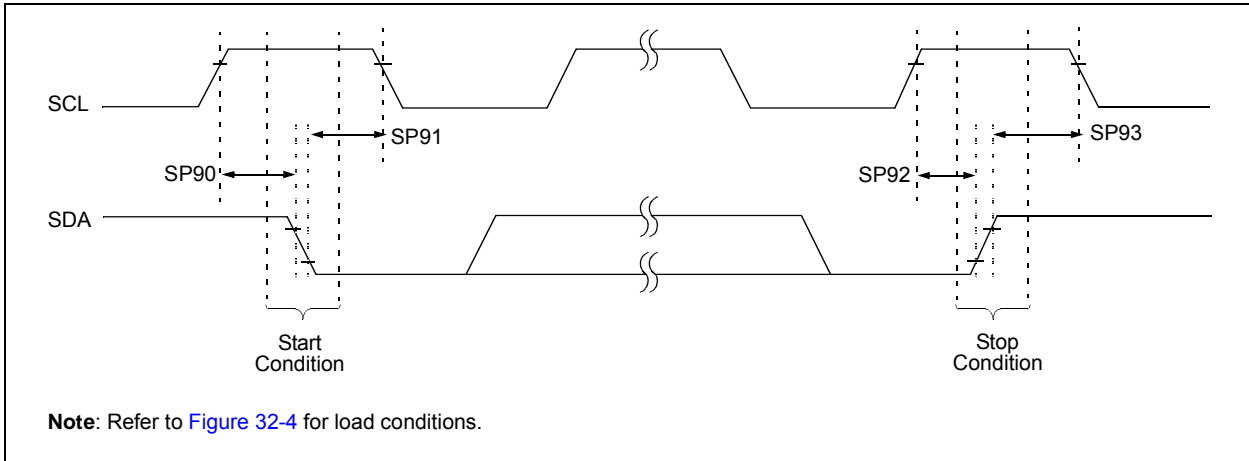 SCL
SP91
SP93
SP90
SP92
SDA
Start
Condition
Stop
Condition
Note: Refer to Figure 32-4 for load conditions.